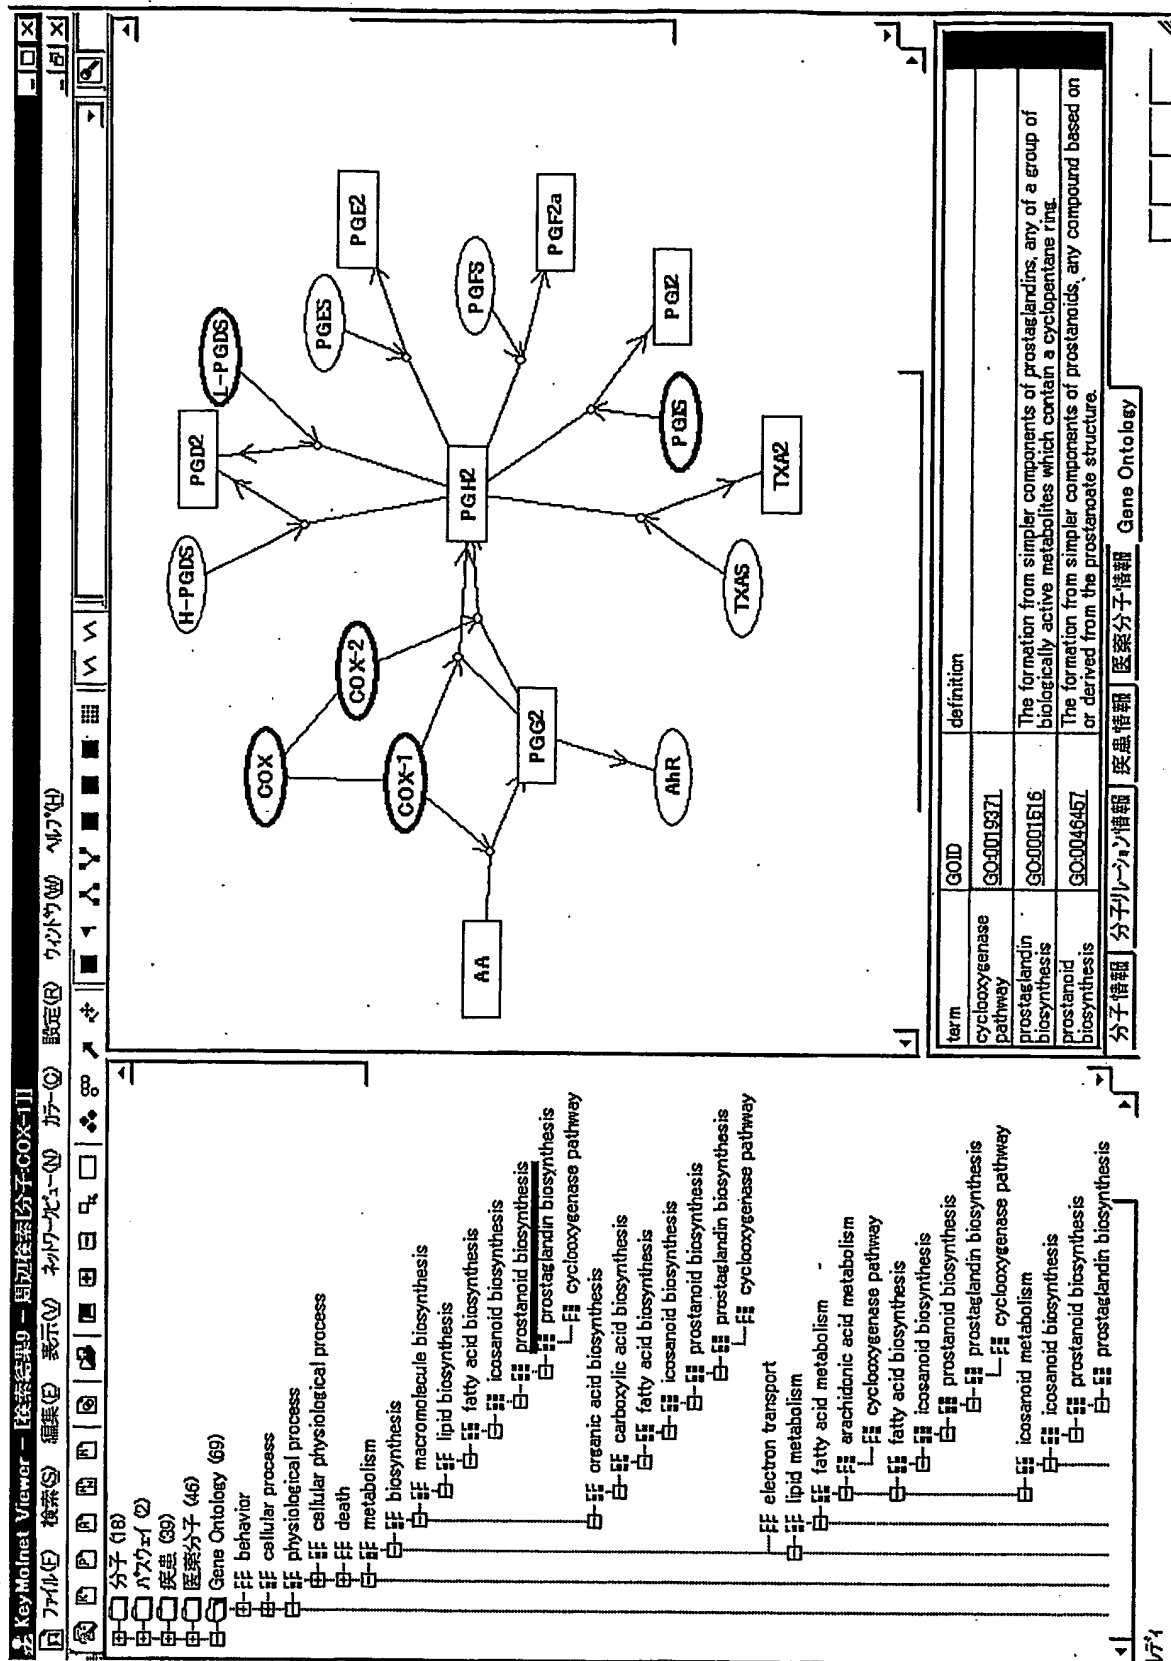 KeyMolnet Viewer - [検索結果9 - 周辺検索[分子:COX-1]]
ファイル(F) 検索(S) 編集(E) 表示(V) ネットワークビュー(N) カラー(C) 設定(R) ウィンドウ(W) ヘルプ(H)
分子 (18)
パスウェイ (2)
疾患 (39)
医薬分子 (46)
Gene Ontology (69)
behavior
cellular process
physiological process
cellular physiological process
death
metabolism
biosynthesis
macromolecule biosynthesis
lipid biosynthesis
fatty acid biosynthesis
icosanoid biosynthesis
prostanoid biosynthesis
prostaglandin biosynthesis
cyclooxygenase pathway
organic acid biosynthesis
carboxylic acid biosynthesis
fatty acid biosynthesis
icosanoid biosynthesis
prostanoid biosynthesis
prostaglandin biosynthesis
cyclooxygenase pathway
electron transport
lipid metabolism
fatty acid metabolism
arachidonic acid metabolism
cyclooxygenase pathway
fatty acid biosynthesis
icosanoid biosynthesis
prostanoid biosynthesis
prostaglandin biosynthesis
cyclooxygenase pathway
icosanoid metabolism
icosanoid biosynthesis
prostanoid biosynthesis
prostaglandin biosynthesis
COX
COX-2
COX-1
AA
PGG2
AhR
H-PGDS
PGD2
L-PGDS
PGES
PGE2
PGH2
PGFS
PGF2a
PGI2
PGIS
TXA2
TXAS
term GOID definition
cyclooxygenase
pathway
GO:0019371
prostaglandin
biosynthesis
GO:0001516
The formation from simpler components of prostaglandins, any of a group of
biologically active metabolites which contain a cyclopentane ring.
prostanoid
biosynthesis
GO:0046457
The formation from simpler components of prostanoids, any compound based on
or derived from the prostanoate structure.
分子情報 分子リレーション情報 疾患情報 医薬分子情報 Gene Ontology